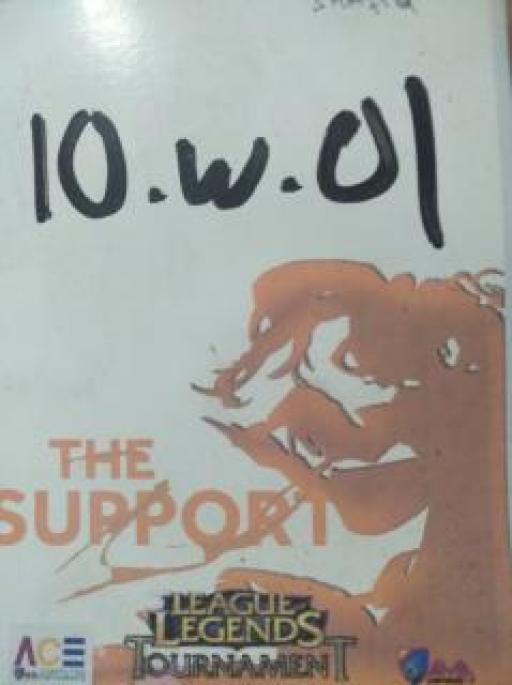 10.w.01
THE
SUPPORT
LEAGUE
LEGENDS
TOURNAMENT
ACE